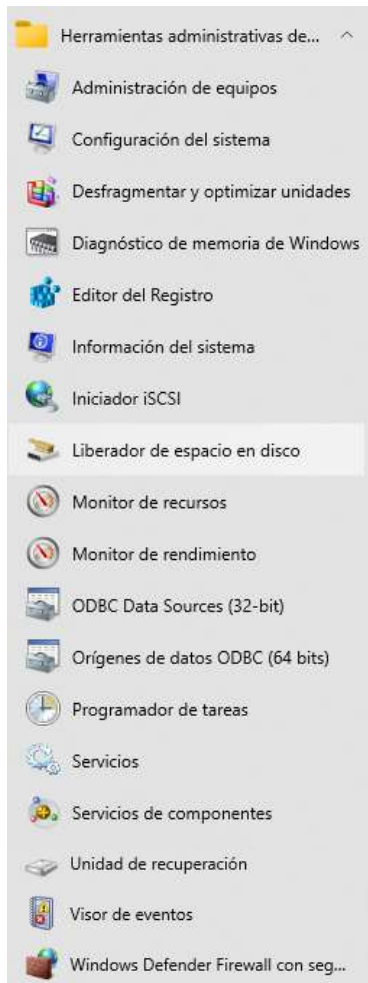 Herramientas administrativas de...
Administración de equipos
Configuración del sistema
Desfragmentar y optimizar unidades
Diagnóstico de memoria de Windows
Editor del Registro
Información del sistema
Iniciador iSCSI
Liberador de espacio en disco
Monitor de recursos
Monitor de rendimiento
ODBC Data Sources (32-bit)
Orígenes de datos ODBC (64 bits)
Programador de tareas
Servicios
Servicios de componentes
Unidad de recuperación
Visor de eventos
Windows Defender Firewall con seg...